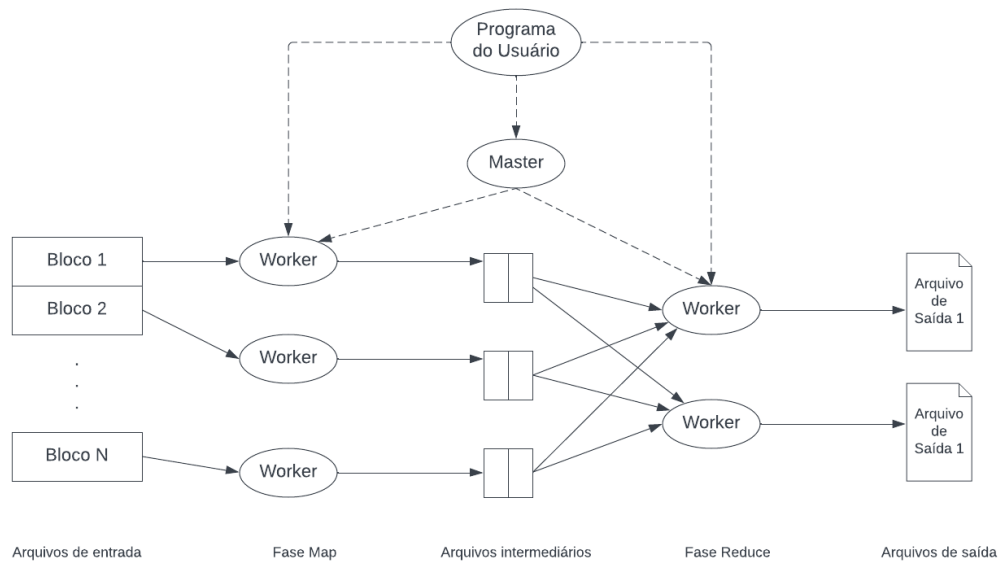 Programa
do Usuário
Master
Bloco 1
Worker
Bloco 2
Worker
Arquivo
de
Saída 1
Worker
.
.
.
Worker
Arquivo
de
Saída 1
Bloco N
Worker
Arquivos de entrada
Fase Map
Arquivos intermediários
Fase Reduce
Arquivos de saída